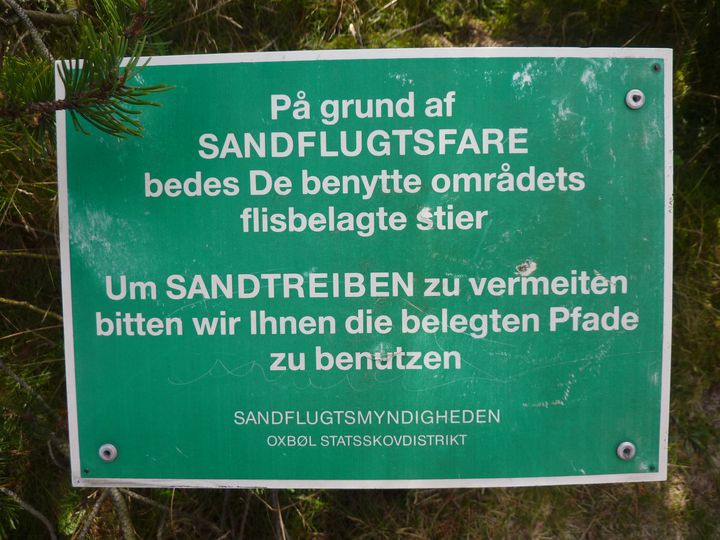 På grund af
SANDFLUGTSFARE
bedes De benytte områdets
flisbelagte stier
Um SANDTREIBEN zu vermeiten
bitten wir Ihnen die belegten Pfade
zu benutzen
SANDFLUGTSMYNDIGHEDEN
OXBØL STATSSKOVDISTRIKT